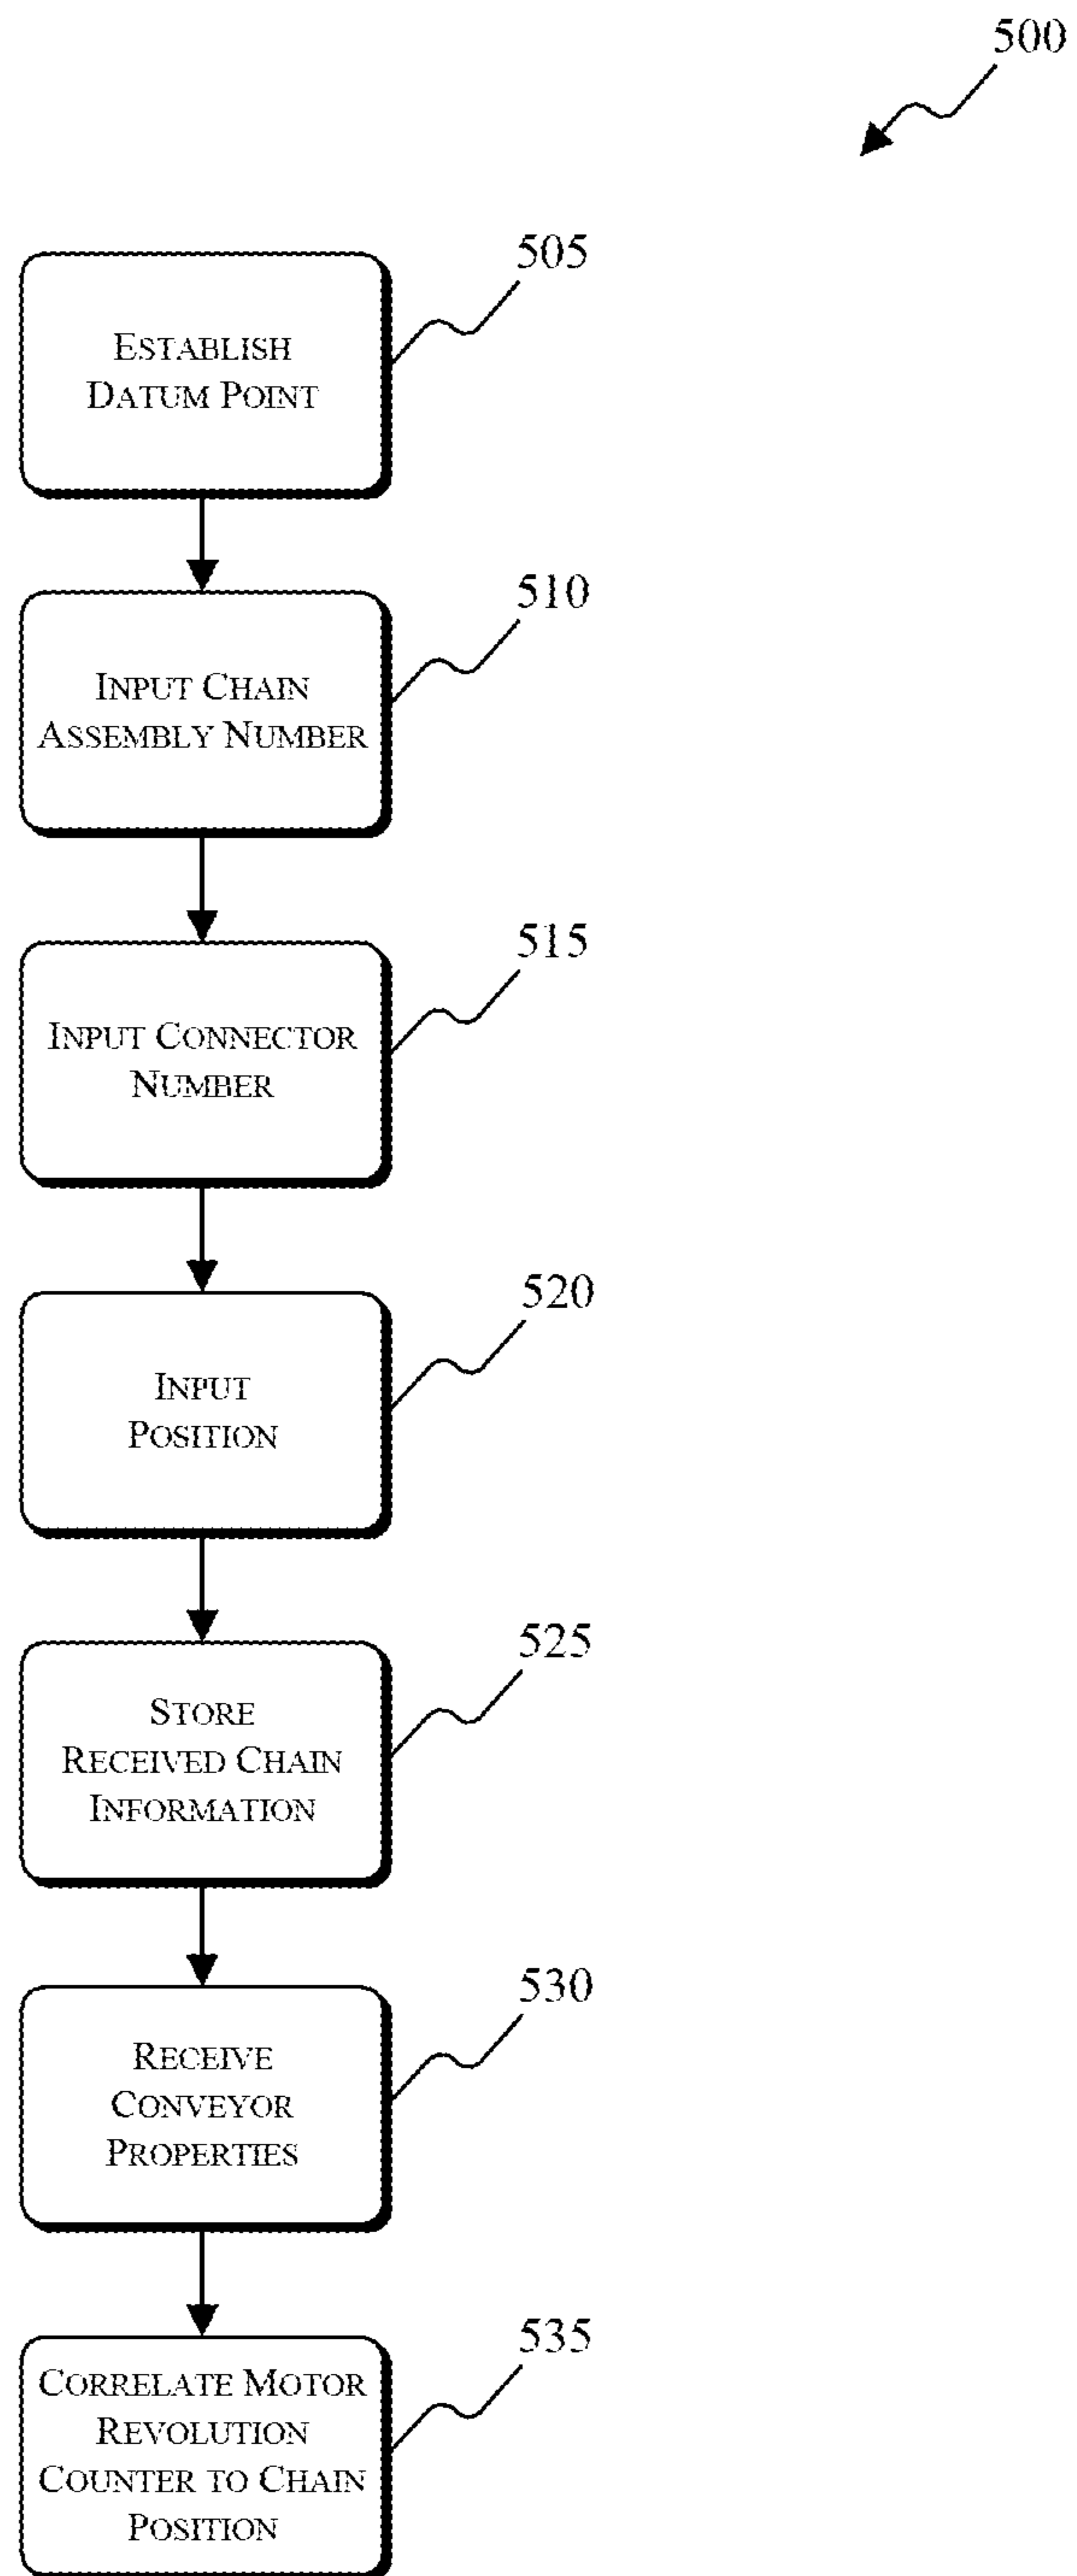 500
505
ESTABLISH
DATUM POINT
510
INPUT CHAIN
ASSEMBLY NUMBER
515
INPUT CONNECTOR
NUMBER
520
INPUT
POSITION
525
STORE
RECEIVED CHAIN
INFORMATION
530
RECEIVE
CONVEYOR
PROPERTIES
535
CORRELATE MOTOR
REVOLUTION
COUNTER TO CHAIN
POSITION